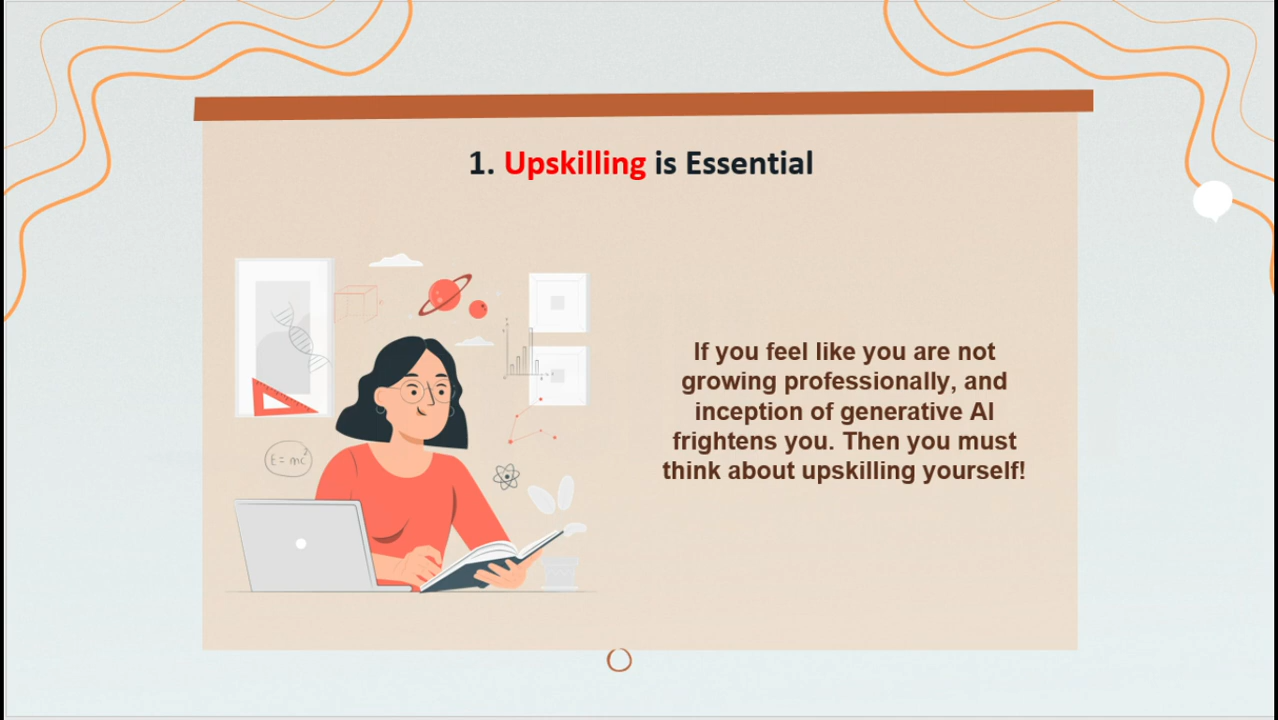 1. Upskilling is Essential
If you feel like you are not
growing professionally, and
inception of generative AI
frightens you. Then you must
think about upskilling yourself!
E = mc²